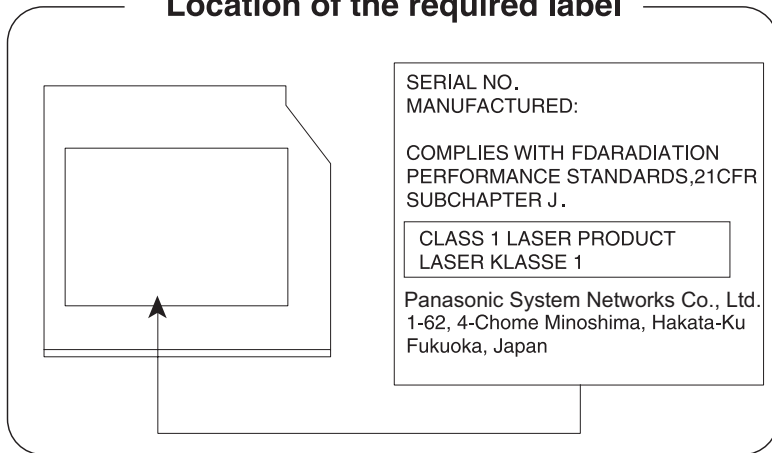 Location of the required label
SERIAL NO.
MANUFACTURED:
COMPLIES WITH FDARADIATION
PERFORMANCE STANDARDS,21CFR
SUBCHAPTER J.
CLASS 1 LASER PRODUCT
LASER KLASSE 1
Panasonic System Networks Co., Ltd.
1-62, 4-Chome Minoshima, Hakata-Ku
Fukuoka, Japan